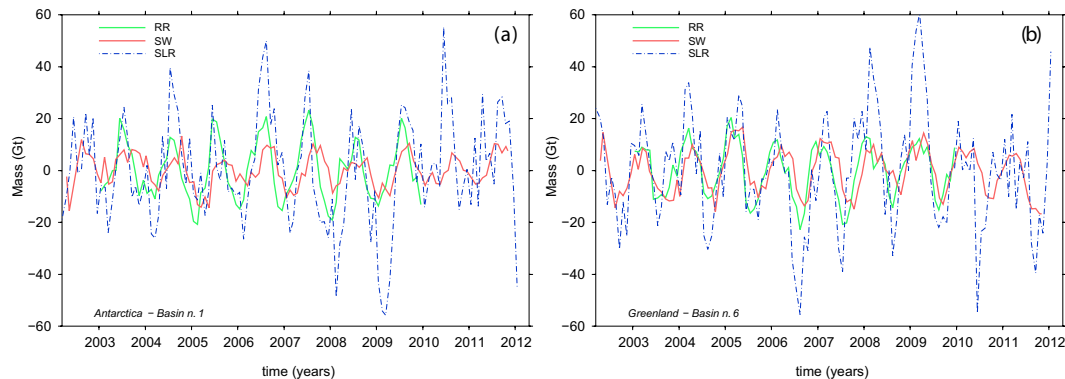 60
40
20
0
−20
−40
−60
Mass (Gt)
RR
SW
SLR
(a)
Antarctica − Basin n. 1
2003 2004 2005 2006 2007 2008 2009 2010 2011 2012
time (years)
60
40
20
0
−20
−40
−60
Mass (Gt)
RR
SW
SLR
(b)
Greenland − Basin n. 6
2003 2004 2005 2006 2007 2008 2009 2010 2011 2012
time (years)